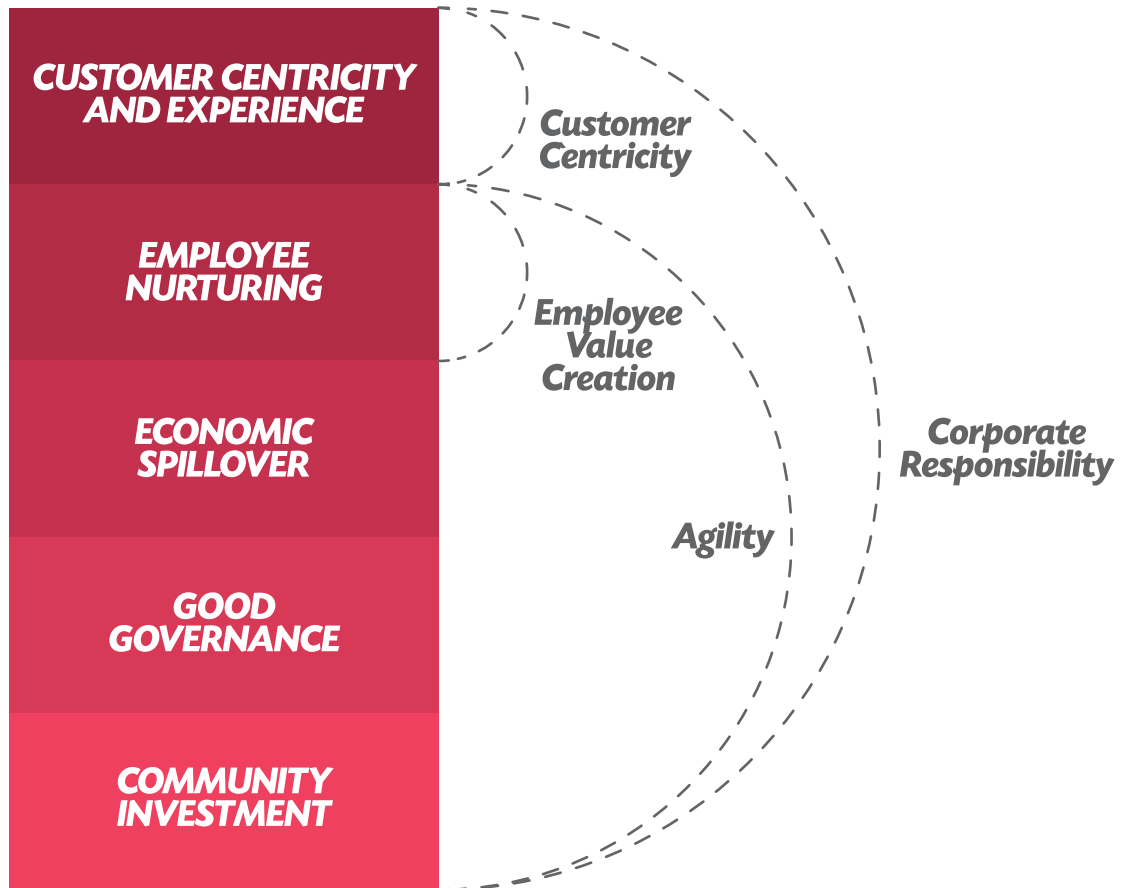 CUSTOMER CENTRICITY
AND EXPERIENCE
Customer
Centricity
EMPLOYEE
NURTURING
Employee
Value
Creation
ECONOMIC
SPILLOVER
Corporate
Responsibility
Agility
GOOD
GOVERNANCE
COMMUNITY
INVESTMENT